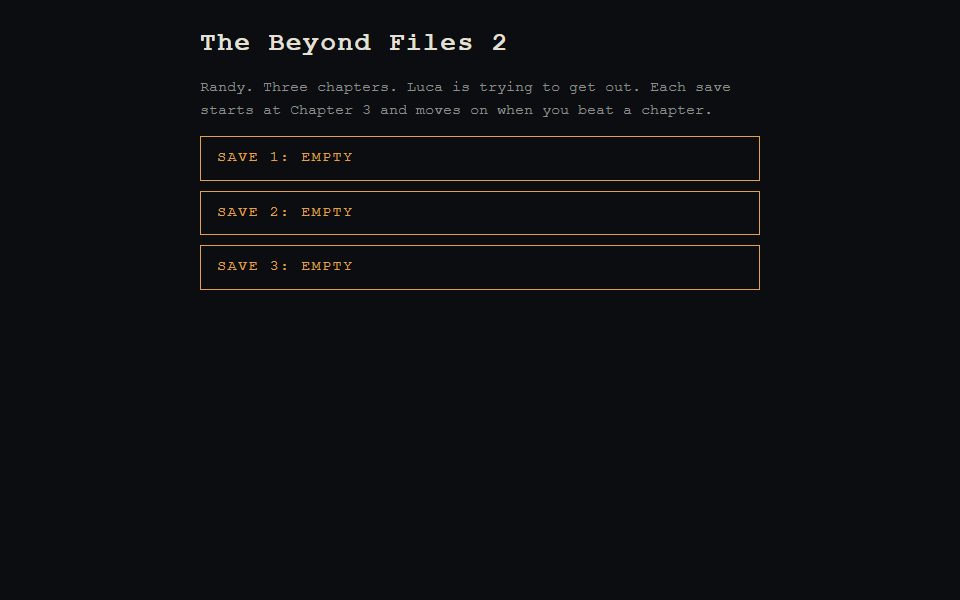 The Beyond Files 2
Randy. Three chapters. Luca is trying to get out. Each save
starts at Chapter 3 and moves on when you beat a chapter.
SAVE 1: EMPTY
SAVE 2: EMPTY
SAVE 3: EMPTY